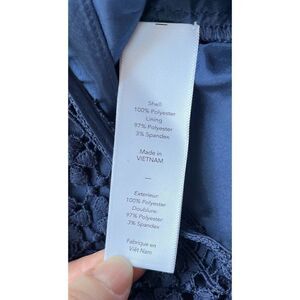 Shell:
100% Polyester
Lining
97% Polyester
3% Spandex
Made in
VIETNAM
—
Exterieur:
100% Polyester
Doublure:
97% Polyester
3% Spandex
Fabrique en
Viêt Nam